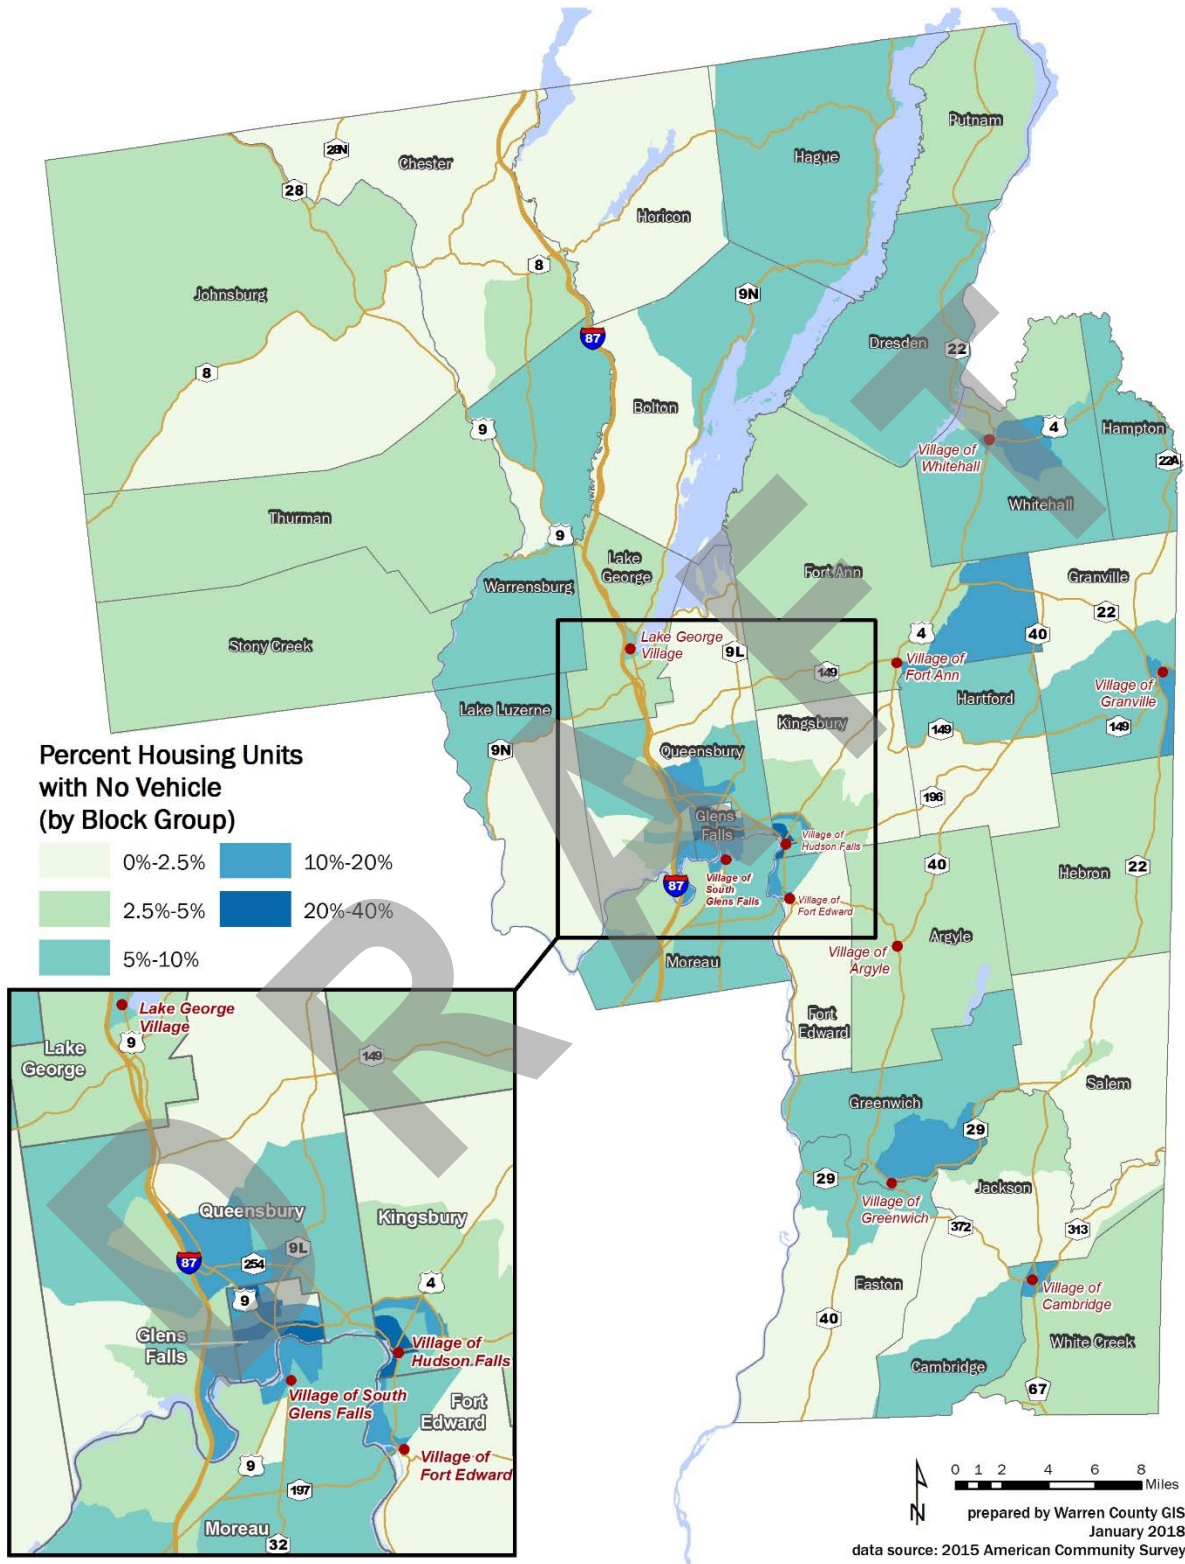 Putnam
Hague
28N
Chester
28
Horicon
8
9N
Johnsburg
87
Dresden
22
8
Bolton
9
4
Hampton
Village of
Whitehall
22A
Whitehall
Thurman
9
Lake
George
Fort Ann
Granville
Warrensburg
22
4
40
Stony Creek
Lake George
Village
9L
Village of
Fort Ann
149
Village of
Granville
Hartford
Lake Luzerne
Kingsbury
149
149
9N
Queensbury
196
Glens
Falls
Village of
Hudson Falls
40
Hebron
22
87
Village of
South
Glens Falls
Village of
Fort Edward
Argyle
Village of
Argyle
Moreau
Fort
Edward
Salem
Greenwich
29
29
Jackson
Village of
Greenwich
372
313
Easton
Village of
Cambridge
40
White Creek
Cambridge
67
Percent Housing Units
with No Vehicle
(by Block Group)
0%-2.5%
10%-20%
2.5%-5%
20%-40%
5%-10%
Lake George
Village
9
Lake
George
149
Queensbury
Kingsbury
9L
87
254
4
9
Glens
Falls
Village of
Hudson Falls
Village of South
Glens Falls
Fort
Edward
9
Village of
Fort Edward
197
Moreau
32
DRAFT
N
0 1 2 4 6 8
Miles
prepared by Warren County GIS
January 2018
data source: 2015 American Community Survey